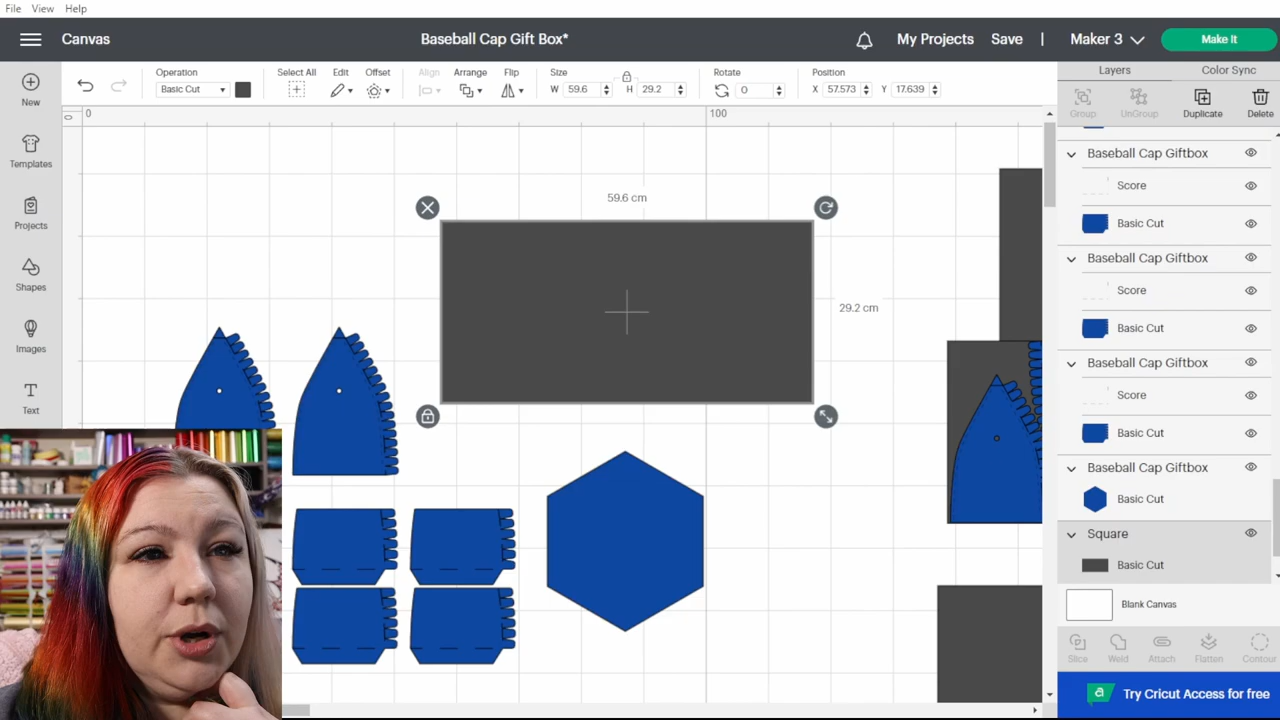 File View Help
Canvas
Baseball Cap Gift Box*
My Projects Save | Maker 3 Make It
Operation
Basic Cut
Select All
Edit
Offset
Align
Arrange
Flip
Size
W 59.6 H 29.2
Rotate
0
Position
X 57.573 Y 17.639
Layers
Color Sync
Group
UnGroup
Duplicate
Delete
New
Templates
Projects
Shapes
Images
Text
0
100
59.6 cm
29.2 cm
Baseball Cap Giftbox
Score
Basic Cut
Baseball Cap Giftbox
Score
Basic Cut
Baseball Cap Giftbox
Score
Basic Cut
Baseball Cap Giftbox
Basic Cut
Square
Basic Cut
Blank Canvas
Slice
Weld
Attach
Flatten
Contour
a Try Cricut Access for free